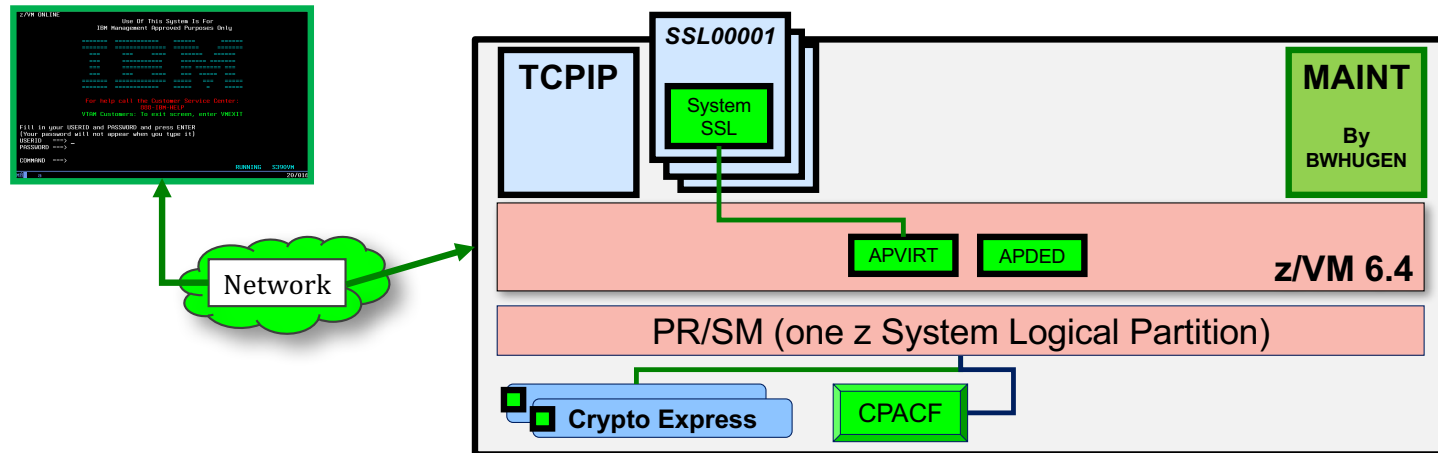 z/VM ONLINE
Use Of This System Is For
IBM Management Approved Purposes Only
For help call the Customer Service Center:
VTAM Customers: To exit screen, enter VMEXIT
Fill in your USERID and PASSWORD and press ENTER
(Your password will not appear when you type it)
USERID ===> _
PASSWORD ===>
COMMAND ===>
RUNNING S390VM
20/016
SSL00001
TCPIP
System
SSL
MAINT
By
BWHUGEN
Network
APVIRT
APDED
z/VM 6.4
PR/SM (one z System Logical Partition)
Crypto Express
CPACF